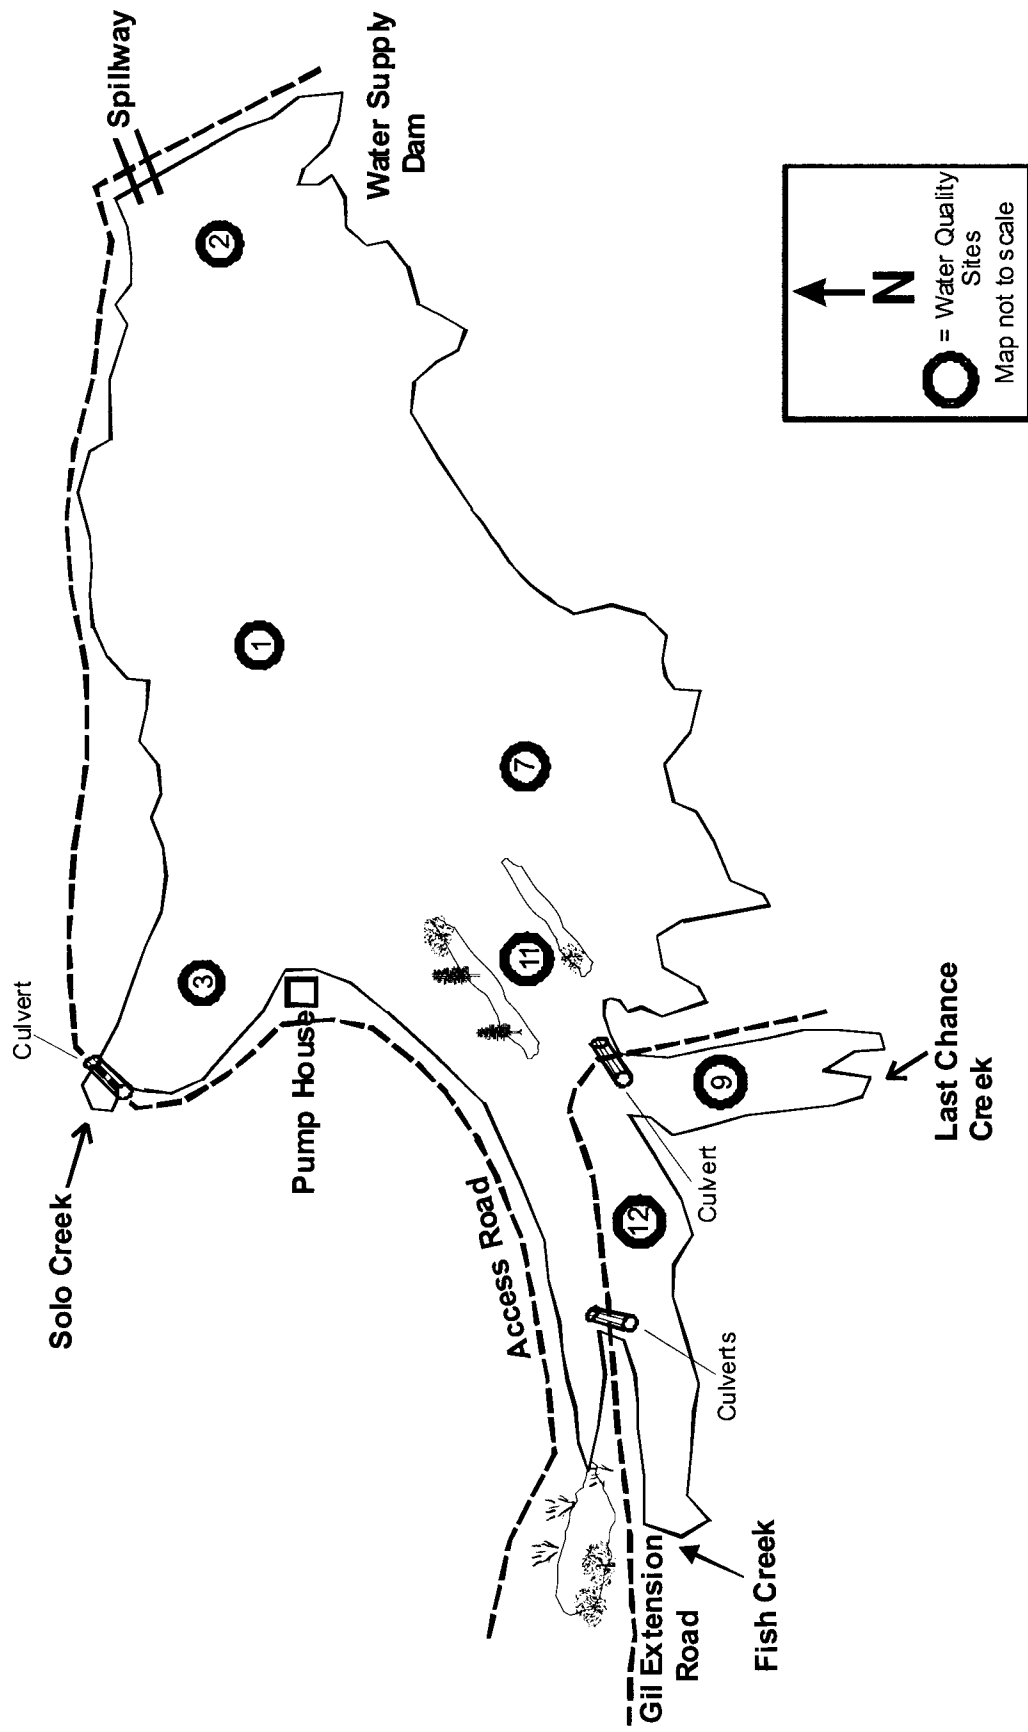 Spillway
2
Water Supply
Dam
1
7
Culvert
3
Solo Creek
Pump House
11
Access Road
9
Last Chance
Creek
Culvert
12
Culverts
Gil Extension
Road
Fish Creek
N
= Water Quality
Sites
Map not to scale